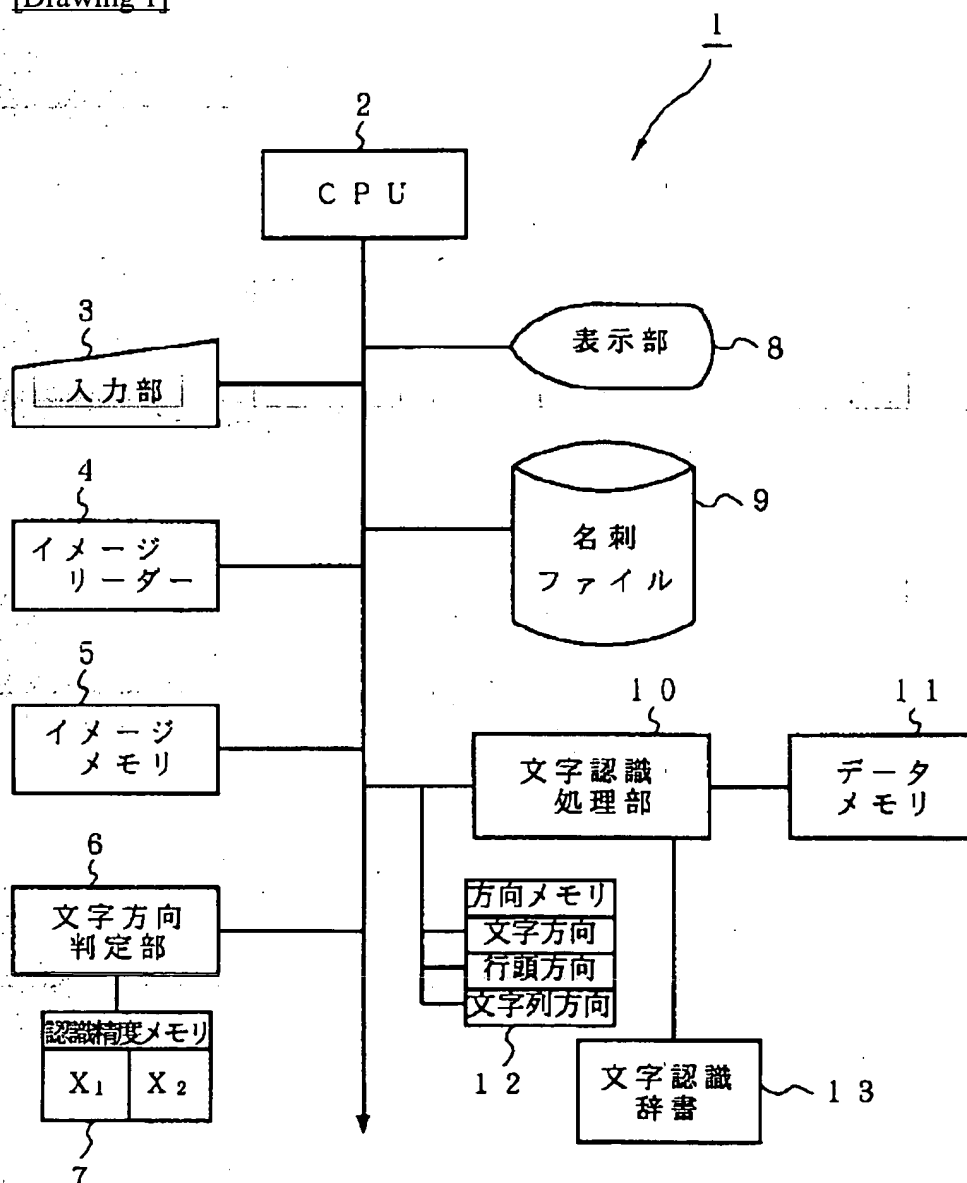 [Drawing 1]
1
2
CPU
3
入力部
表示部
8
4
イメージ
リーダー
名刺
ファイル
9
5
イメージ
メモリ
10
文字認識
処理部
11
データ
メモリ
6
文字方向
判定部
方向メモリ
文字方向
行頭方向
文字列方向
12
認識精度メモリ
X₁
X₂
7
文字認識
辞書
13